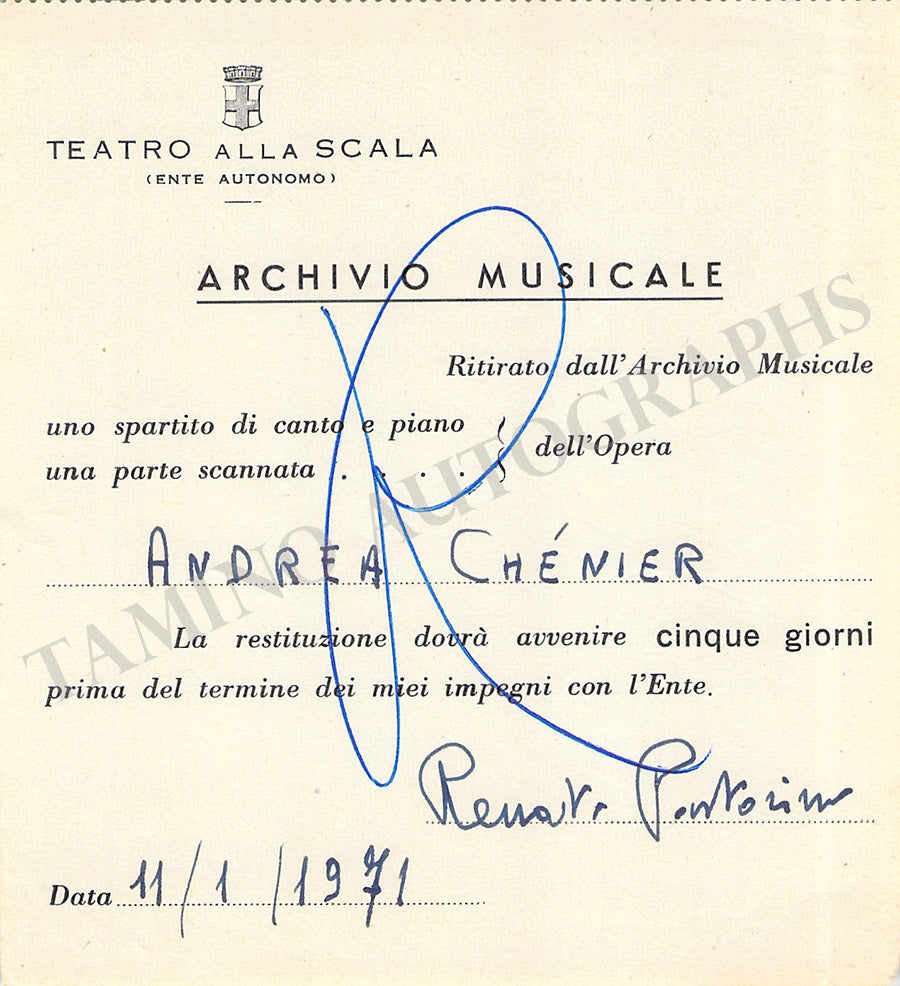 TEATRO ALLA SCALA
(ENTE AUTONOMO)
ARCHIVIO MUSICALE
Ritirato dall'Archivio Musicale
uno spartito di canto e piano
una parte scannata . . . . dell'Opera
ANDREA CHÉNIER
La restituzione dovrà avvenire cinque giorni
prima del termine dei miei impegni con l'Ente.
Renato
Data 11/1/1971
TAMINO AUTOGRAPHS